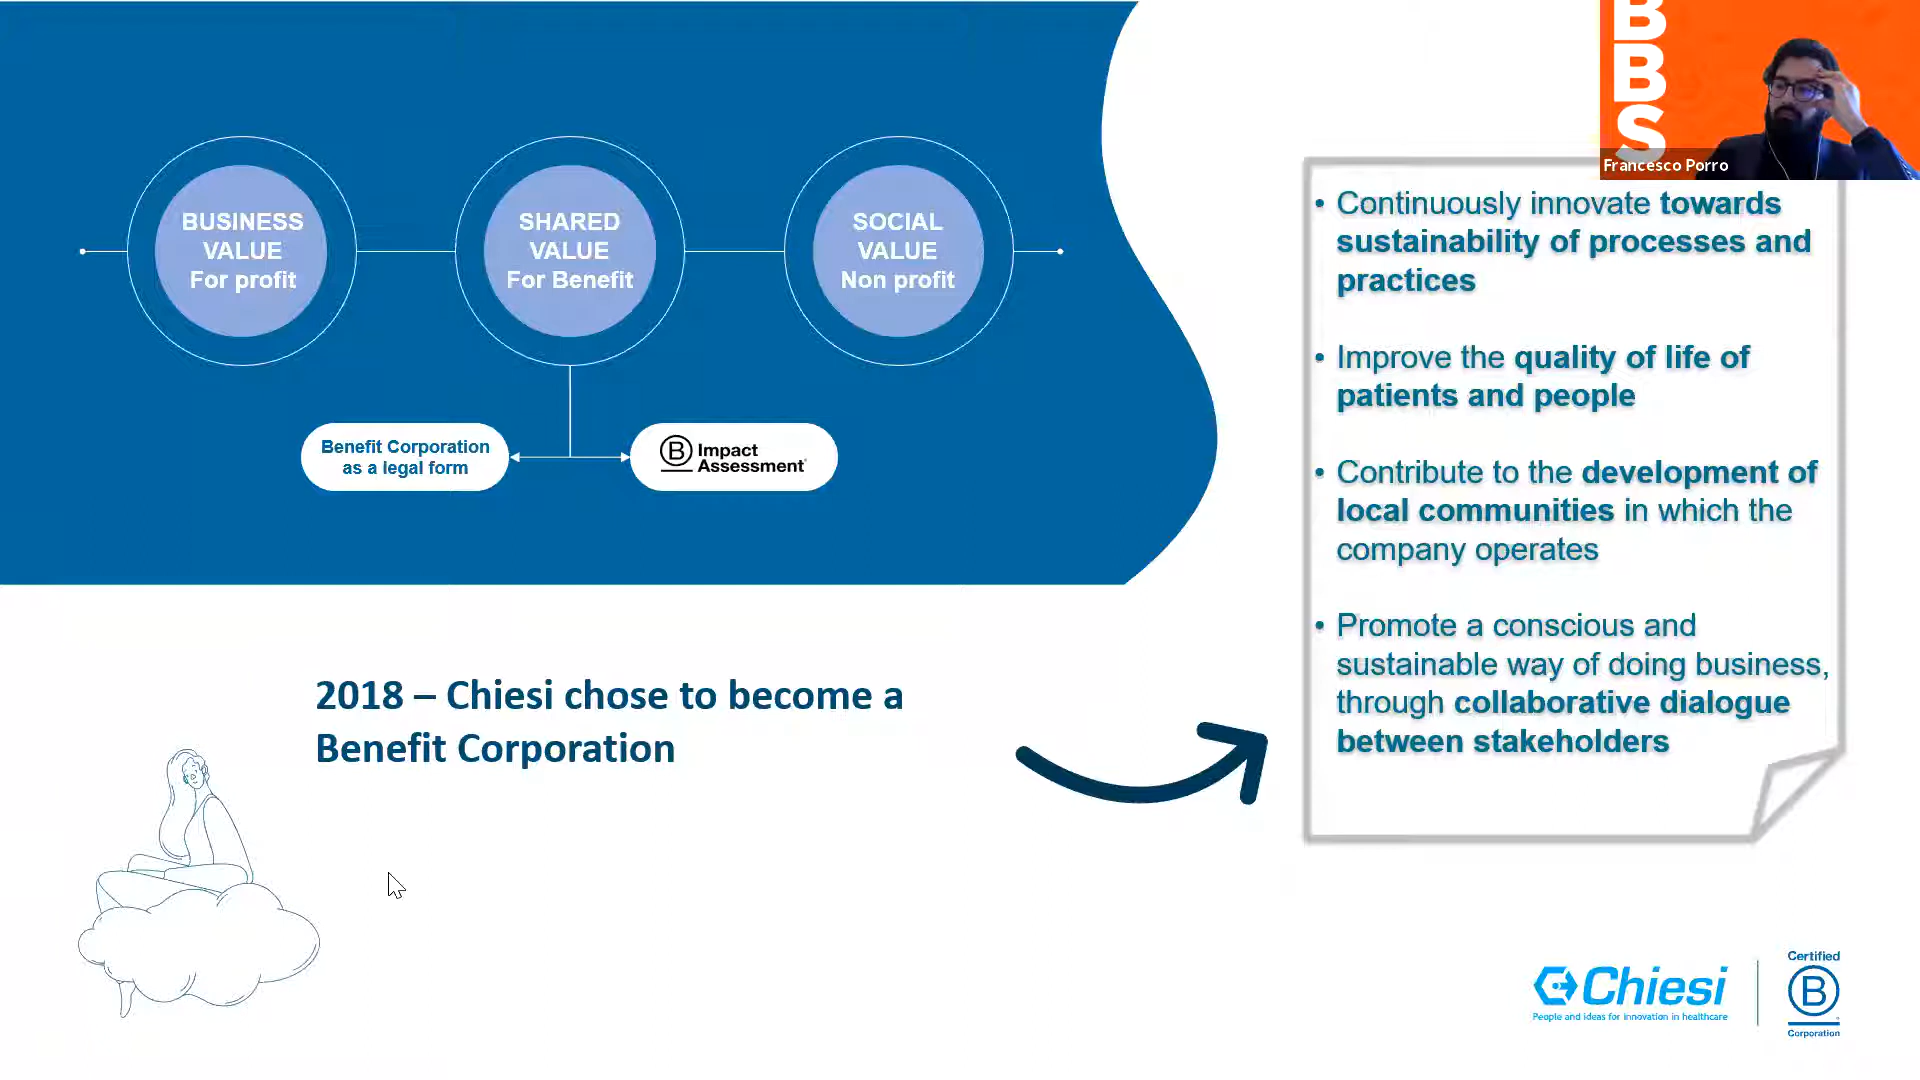 BUSINESS
VALUE
For profit
SHARED
VALUE
For Benefit
SOCIAL
VALUE
Non profit
Benefit Corporation
as a legal form
B Impact
Assessment
2018 – Chiesi chose to become a
Benefit Corporation
BBS
Francesco Porro
• Continuously innovate towards
sustainability of processes and
practices
• Improve the quality of life of
patients and people
• Contribute to the development of
local communities in which the
company operates
• Promote a conscious and
sustainable way of doing business,
through collaborative dialogue
between stakeholders
Chiesi
People and ideas for innovation in healthcare
Certified
B
Corporation